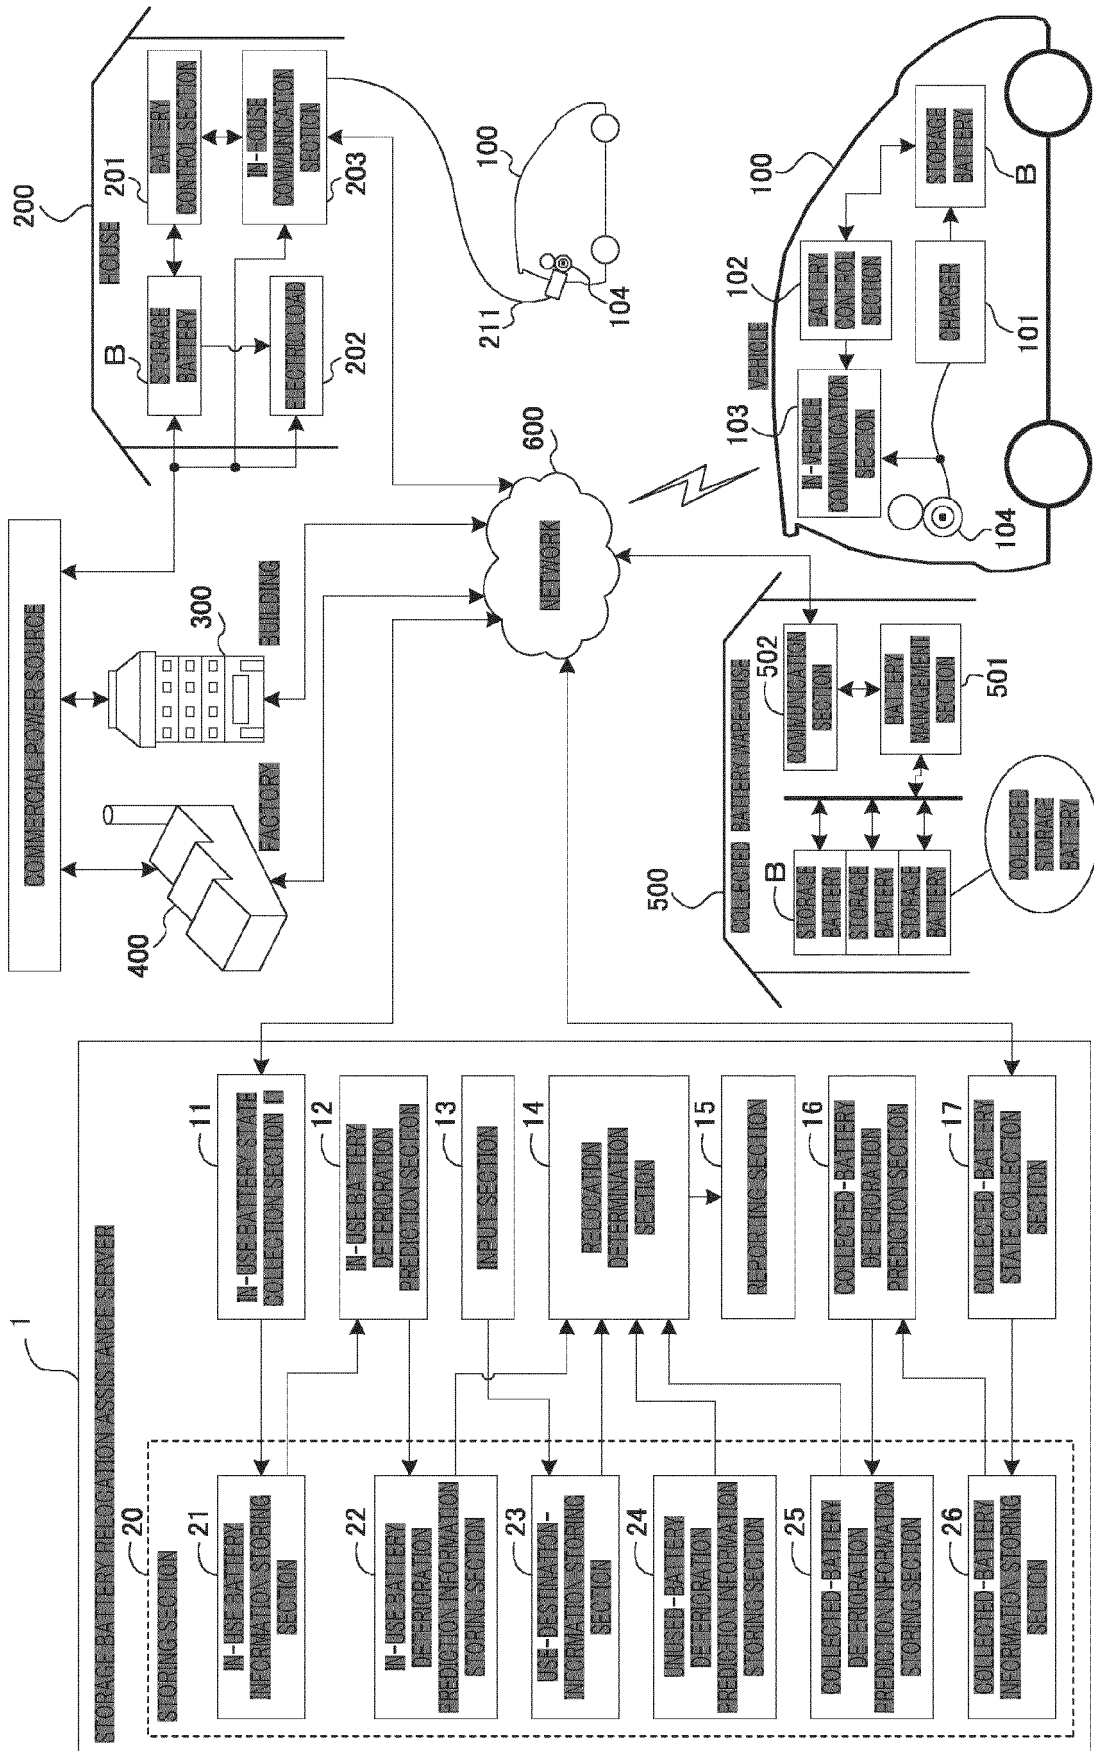 1
STORAGE BATTERY RELOCATION ASSISTANCE SERVER
20
STORING SECTION
21
IN-USE BATTERY
INFORMATION STORING
SECTION
22
IN-USE BATTERY
DETERIORATION
PREDICTION INFORMATION
STORING SECTION
23
USE-DESTINATION-
INFORMATION STORING
SECTION
24
UNUSED-BATTERY
DETERIORATION
PREDICTION INFORMATION
STORING SECTION
25
COLLECTED-BATTERY
DETERIORATION
PREDICTION INFORMATION
STORING SECTION
26
COLLECTED-BATTERY
INFORMATION STORING
SECTION
11
IN-USE BATTERY STATE
COLLECTION SECTION
12
IN-USE BATTERY
DETERIORATION
PREDICTION SECTION
13
INPUT SECTION
14
RELOCATION
DETERMINATION
SECTION
15
REPORTING SECTION
16
COLLECTED-BATTERY
DETERIORATION
PREDICTION SECTION
17
COLLECTED-BATTERY
STATE COLLECTION
SECTION
COMMERCIAL POWER SOURCE
400
FACTORY
300
BUILDING
200
HOUSE
B
STORAGE
BATTERY
201
BATTERY
CONTROL SECTION
ELECTRIC LOAD
202
IN-HOUSE
COMMUNICATION
SECTION
203
211
104
100
600
NETWORK
500
COLLECTED BATTERY WAREHOUSE
B
STORAGE
BATTERY
STORAGE
BATTERY
STORAGE
BATTERY
COLLECTED
STORAGE
BATTERY
502
COMMUNICATION
SECTION
BATTERY
MANAGEMENT
SECTION
501
VEHICLE
100
103
IN-VEHICLE
COMMUNICATION
SECTION
102
BATTERY
CONTROL
SECTION
CHARGER
101
STORAGE
BATTERY
B
104